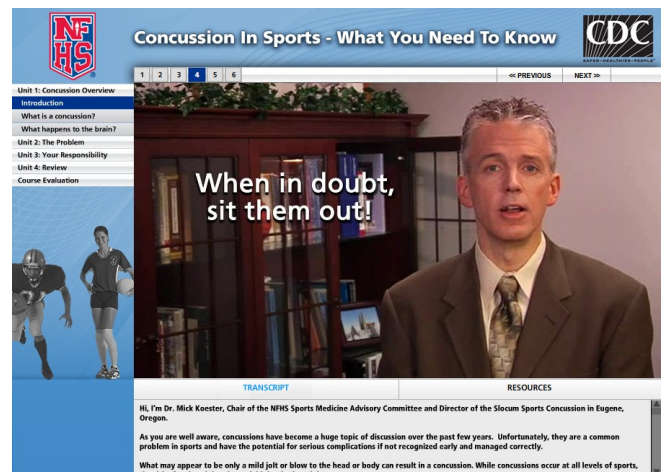 NF
HS
Concussion In Sports - What You Need To Know
CDC
SAFER • HEALTHIER • PEOPLE
1 2 3 4 5 6
<< PREVIOUS NEXT >>
Unit 1: Concussion Overview
Introduction
What is a concussion?
What happens to the brain?
Unit 2: The Problem
Unit 3: Your Responsibility
Unit 4: Review
Course Evaluation
When in doubt,
sit them out!
TRANSCRIPT
RESOURCES
Hi, I'm Dr. Mick Koester, Chair of the NFHS Sports Medicine Advisory Committee and Director of the Slocum Sports Concussion in Eugene,
Oregon.
As you are well aware, concussions have become a huge topic of discussion over the past few years. Unfortunately, they are a common
problem in sports and have the potential for serious complications if not recognized early and managed correctly.
What may appear to be only a mild jolt or blow to the head or body can result in a concussion. While concussions occur at all levels of sports,